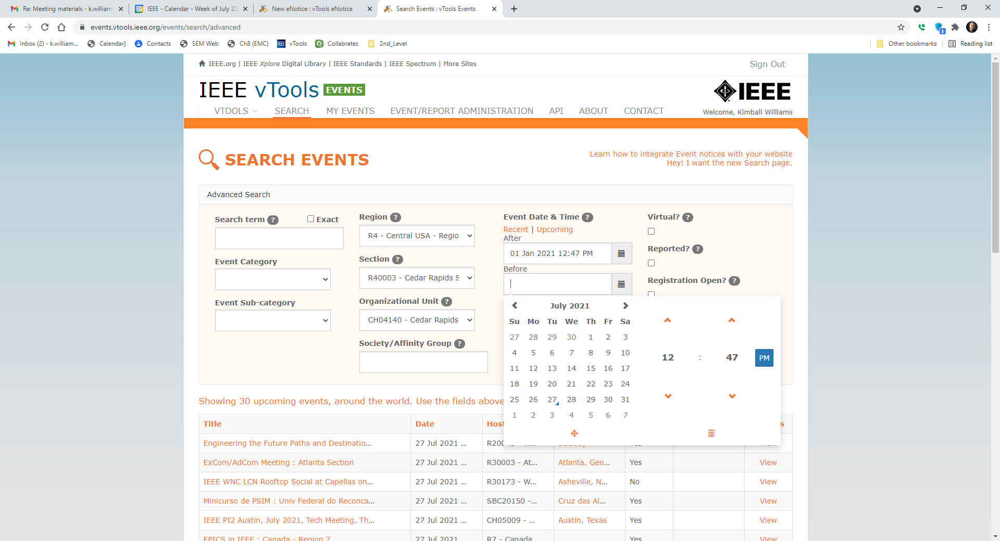 Re: Meeting materials - k.williams
IEEE - Calendar - Week of July 25
New eNotice : vTools eNotice
Search Events : vTools Events
events.vtools.ieee.org/events/search/advanced
Inbox (2) - k.william...
Calendar]
Contacts
SEM Web
Ch8 (EMC)
vTools
Collabratec
2nd_Level
Other bookmarks
Reading list
IEEE.org | IEEE Xplore Digital Library | IEEE Standards | IEEE Spectrum | More Sites
Sign Out
IEEE vTools EVENTS
IEEE
VTOOLS SEARCH MY EVENTS EVENT/REPORT ADMINISTRATION API ABOUT CONTACT
Welcome, Kimball Williams
SEARCH EVENTS
Learn how to integrate Event notices with your website
Hey! I want the new Search page.
Advanced Search
Search term ? Exact
Event Category
Event Sub-category
Region ?
R4 - Central USA - Regio
Section ?
R40003 - Cedar Rapids S
Organizational Unit ?
CH04140 - Cedar Rapids
Society/Affinity Group ?
Event Date & Time ?
Recent | Upcoming
After
01 Jan 2021 12:47 PM
Before
Virtual? ?
Reported? ?
Registration Open? ?
July 2021
Su Mo Tu We Th Fr Sa
27 28 29 30 1 2 3
4 5 6 7 8 9 10
11 12 13 14 15 16 17
18 19 20 21 22 23 24
25 26 27 28 29 30 31
1 2 3 4 5 6 7
12 : 47 PM
Showing 30 upcoming events, around the world. Use the fields above
Title Date Host s
Engineering the Future Paths and Destinatio... 27 Jul 2021 ...
ExCom/AdCom Meeting : Atlanta Section 27 Jul 2021 ... R30003 - At... Atlanta, Geo... Yes View
IEEE WNC LCN Rooftop Social at Capellas on... 27 Jul 2021 ... R30173 - W... Asheville, N... No View
Minicurso de PSIM : Univ Federal do Reconca... 27 Jul 2021 ... SBC20150 -... Cruz das Al... Yes View
IEEE PI2 Austin, July 2021, Tech Meeting, Th... 27 Jul 2021 ... CH05009 - ... Austin, Texas Yes View
EPICS in IEEE : Canada - Region 7 27 Jul 2021 R7 - Canada Yes View